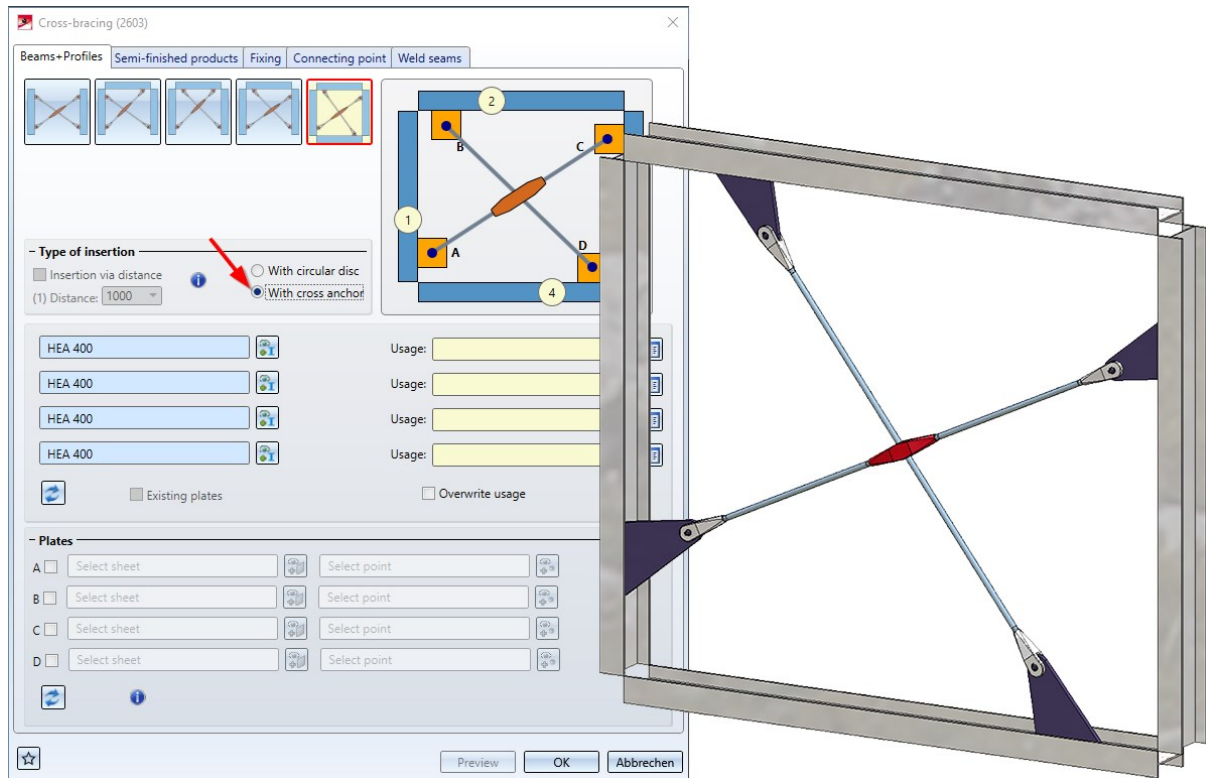 Cross-bracing (2603)
Beams+Profiles Semi-finished products Fixing Connecting point Weld seams
2
B
C
1
A
D
4
Type of insertion
Insertion via distance
(1) Distance: 1000
With circular disc
With cross anchor
HEA 400
Usage:
HEA 400
Usage:
HEA 400
Usage:
HEA 400
Usage:
Existing plates
Overwrite usage
Plates
A Select sheet Select point
B Select sheet Select point
C Select sheet Select point
D Select sheet Select point
Preview OK Abbrechen